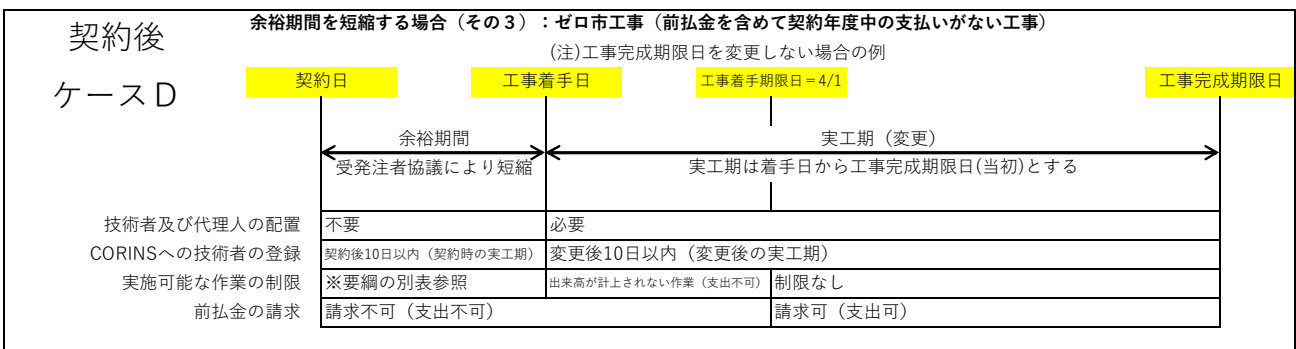 契約後
ケースD
余裕期間を短縮する場合（その３）：ゼロ市工事（前払金を含めて契約年度中の支払いがない工事）
(注)工事完成期限日を変更しない場合の例
契約日 工事着手日 工事着手期限日＝4/1 工事完成期限日
余裕期間 実工期（変更）
受発注者協議により短縮 実工期は着手日から工事完成期限日(当初)とする
技術者及び代理人の配置 不要 必要
CORINSへの技術者の登録 契約後10日以内（契約時の実工期） 変更後10日以内（変更後の実工期）
実施可能な作業の制限 ※要綱の別表参照 出来高が計上されない作業（支出不可） 制限なし
前払金の請求 請求不可（支出不可） 請求可（支出可）